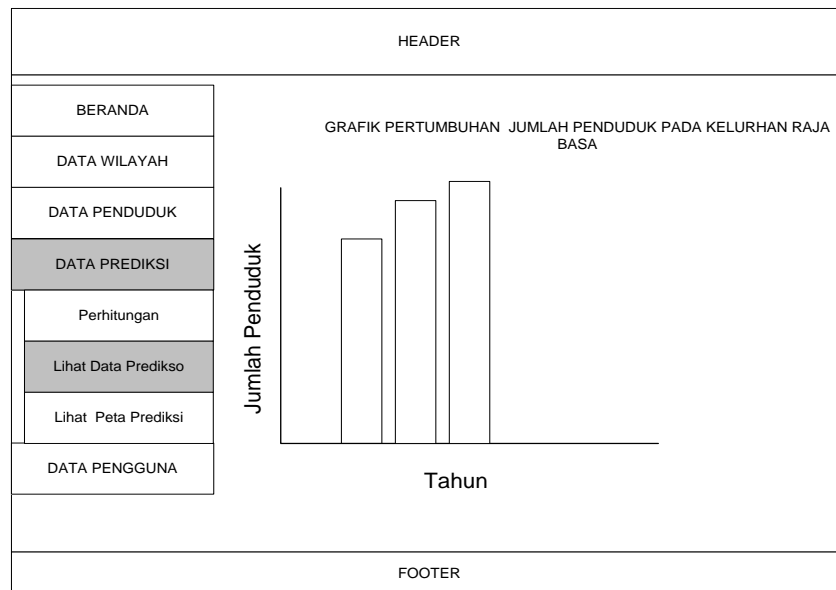 HEADER
BERANDA
DATA WILAYAH
DATA PENDUDUK
DATA PREDIKSI
Perhitungan
Lihat Data Predikso
Lihat Peta Prediksi
DATA PENGGUNA
GRAFIK PERTUMBUHAN JUMLAH PENDUDUK PADA KELURHAN RAJA
BASA
Jumlah Penduduk
Tahun
FOOTER